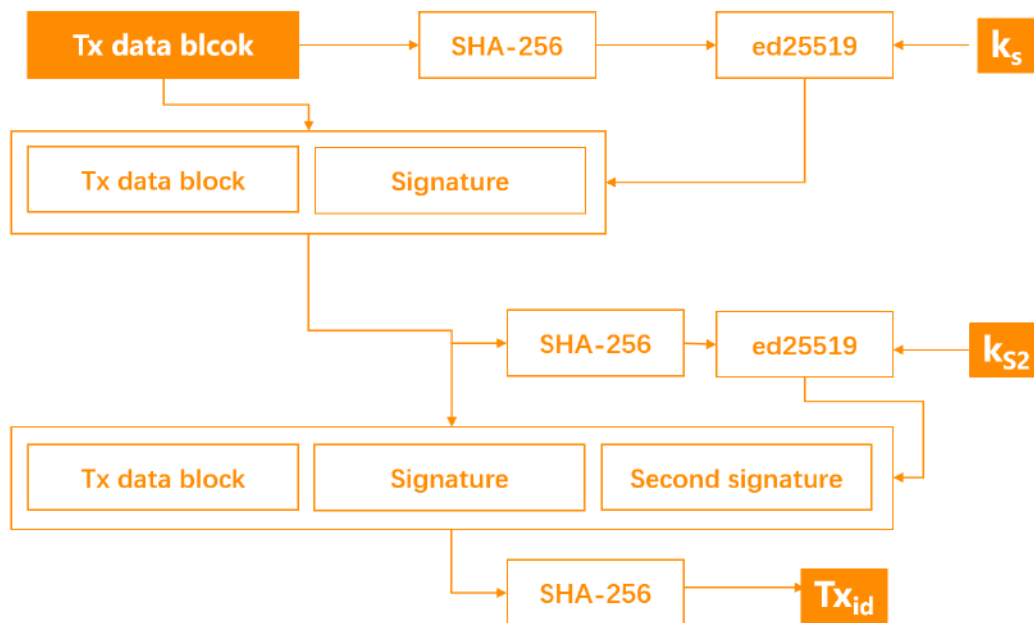 Tx data blcok
SHA-256
ed25519
ks
Tx data block
Signature
SHA-256
ed25519
kS2
Tx data block
Signature
Second signature
SHA-256
Txid